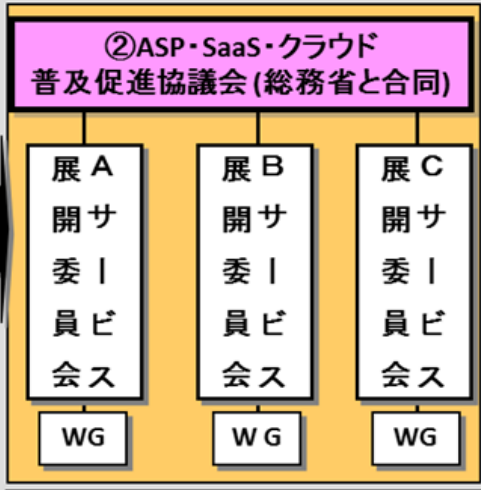 ②ASP・SaaS・クラウド
普及促進協議会(総務省と合同)
Aサービス
展開委員会
Bサービス
展開委員会
Cサービス
展開委員会
WG
WG
WG